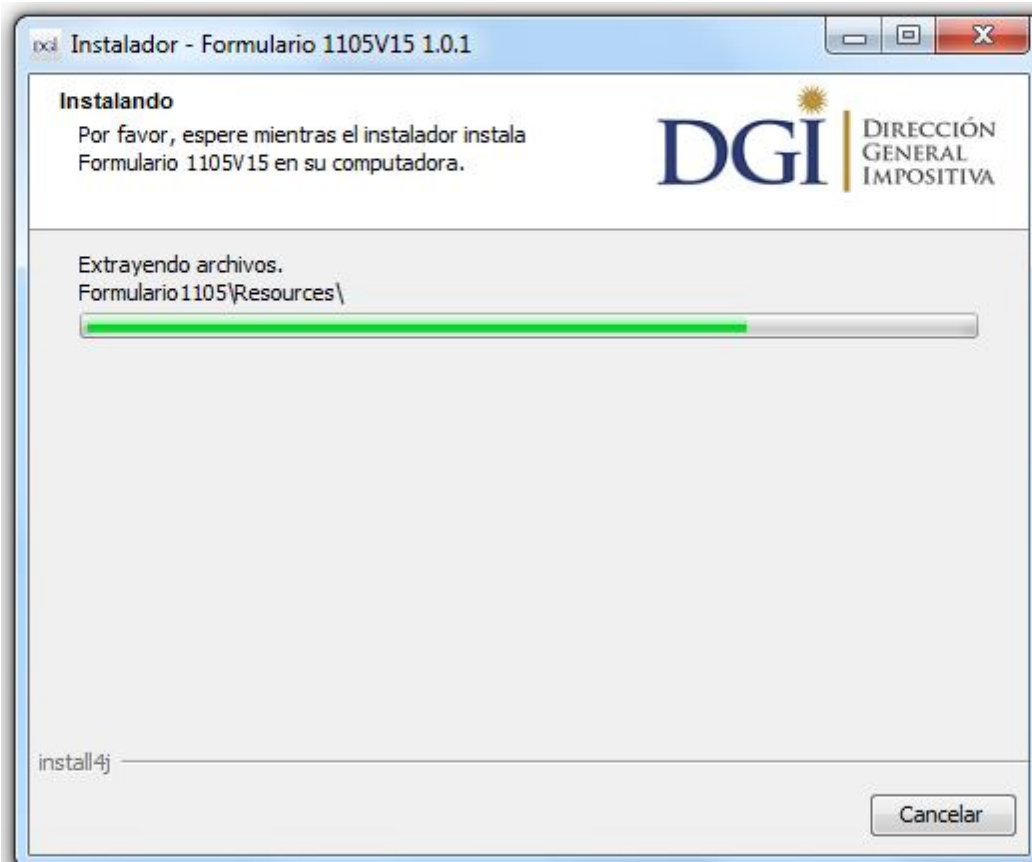 DGI Instalador - Formulario 1105V15 1.0.1
Instalando
Por favor, espere mientras el instalador instala
Formulario 1105V15 en su computadora.
DGI
DIRECCIÓN
GENERAL
IMPOSITIVA
Extrayendo archivos.
Formulario1105\Resources\
install4j
Cancelar